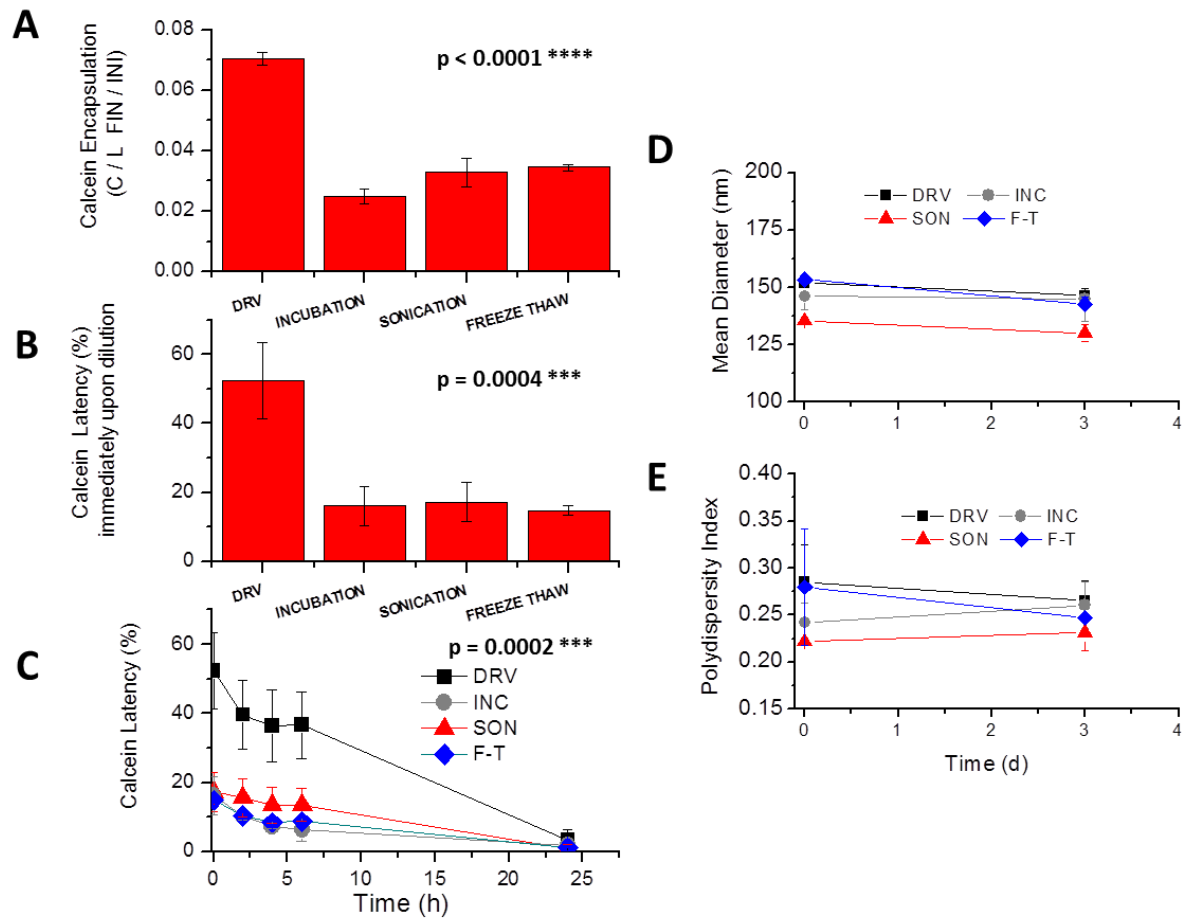 A
Calcein Encapsulation
(C / L FIN / INI)
0.08
0.06
0.04
0.02
0.00
p < 0.0001 ****
DRV
INCUBATION
SONICATION
FREEZE THAW
B
Calcein Latency (%)
immediately upon dilution
60
40
20
0
p = 0.0004 ***
DRV
INCUBATION
SONICATION
FREEZE THAW
C
Calcein Latency (%)
60
40
20
0
p = 0.0002 ***
DRV
INC
SON
F-T
0 5 10 15 20 25
Time (h)
D
Mean Diameter (nm)
200
175
150
125
100
DRV INC
SON F-T
0 1 2 3 4
E
Polydispersity Index
0.40
0.35
0.30
0.25
0.20
0.15
DRV INC
SON F-T
0 1 2 3 4
Time (d)